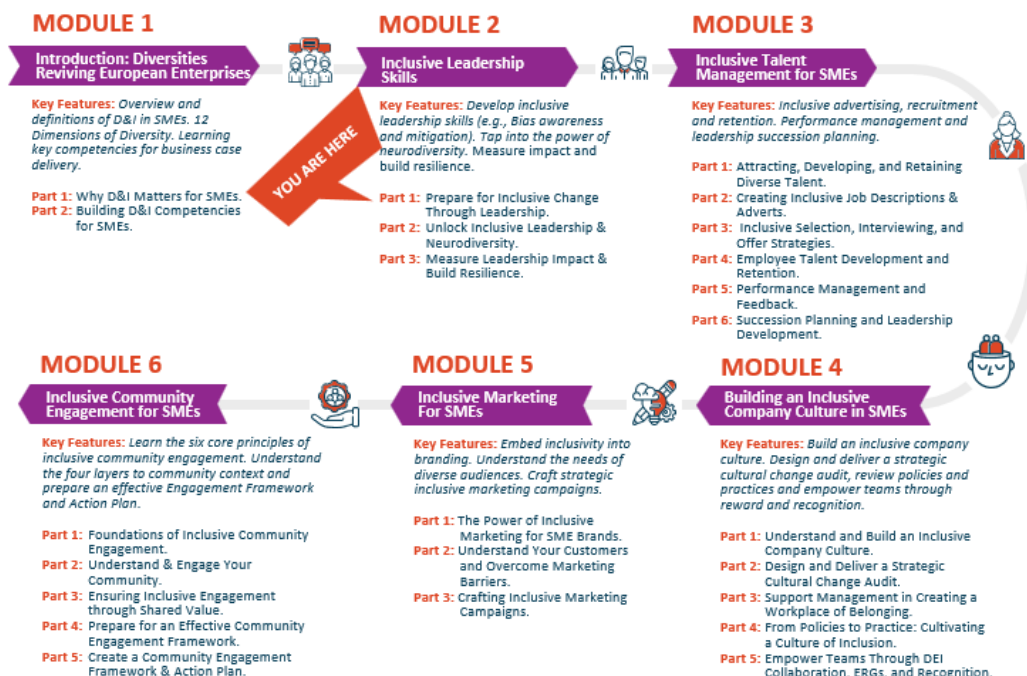 MODULE 1
Introduction: Diversities
Reviving European Enterprises
Key Features: Overview and
definitions of D&I in SMEs. 12
Dimensions of Diversity. Learning
key competencies for business case
delivery.
Part 1: Why D&I Matters for SMEs.
Part 2: Building D&I Competencies
for SMEs.
YOU ARE HERE
MODULE 2
Inclusive Leadership
Skills
Key Features: Develop inclusive
leadership skills (e.g., Bias awareness
and mitigation). Tap into the power of
neurodiversity. Measure impact and
build resilience.
Part 1: Prepare for Inclusive Change
Through Leadership.
Part 2: Unlock Inclusive Leadership &
Neurodiversity.
Part 3: Measure Leadership Impact &
Build Resilience.
MODULE 3
Inclusive Talent
Management for SMEs
Key Features: Inclusive advertising, recruitment
and retention. Performance management and
leadership succession planning.
Part 1: Attracting, Developing, and Retaining
Diverse Talent.
Part 2: Creating Inclusive Job Descriptions &
Adverts.
Part 3: Inclusive Selection, Interviewing, and
Offer Strategies.
Part 4: Employee Talent Development and
Retention.
Part 5: Performance Management and
Feedback.
Part 6: Succession Planning and Leadership
Development.
MODULE 4
Building an Inclusive
Company Culture in SMEs
Key Features: Build an inclusive company
culture. Design and deliver a strategic
cultural change audit, review policies and
practices and empower teams through
reward and recognition.
Part 1: Understand and Build an Inclusive
Company Culture.
Part 2: Design and Deliver a Strategic
Cultural Change Audit.
Part 3: Support Management in Creating a
Workplace of Belonging.
Part 4: From Policies to Practice: Cultivating
a Culture of Inclusion.
Part 5: Empower Teams Through DEI
Collaboration, ERGs, and Recognition.
MODULE 5
Inclusive Marketing
For SMEs
Key Features: Embed inclusivity into
branding. Understand the needs of
diverse audiences. Craft strategic
inclusive marketing campaigns.
Part 1: The Power of Inclusive
Marketing for SME Brands.
Part 2: Understand Your Customers
and Overcome Marketing
Barriers.
Part 3: Crafting Inclusive Marketing
Campaigns.
MODULE 6
Inclusive Community
Engagement for SMEs
Key Features: Learn the six core principles of
inclusive community engagement. Understand
the four layers to community context and
prepare an effective Engagement Framework
and Action Plan.
Part 1: Foundations of Inclusive Community
Engagement.
Part 2: Understand & Engage Your
Community.
Part 3: Ensuring Inclusive Engagement
through Shared Value.
Part 4: Prepare for an Effective Community
Engagement Framework.
Part 5: Create a Community Engagement
Framework & Action Plan.